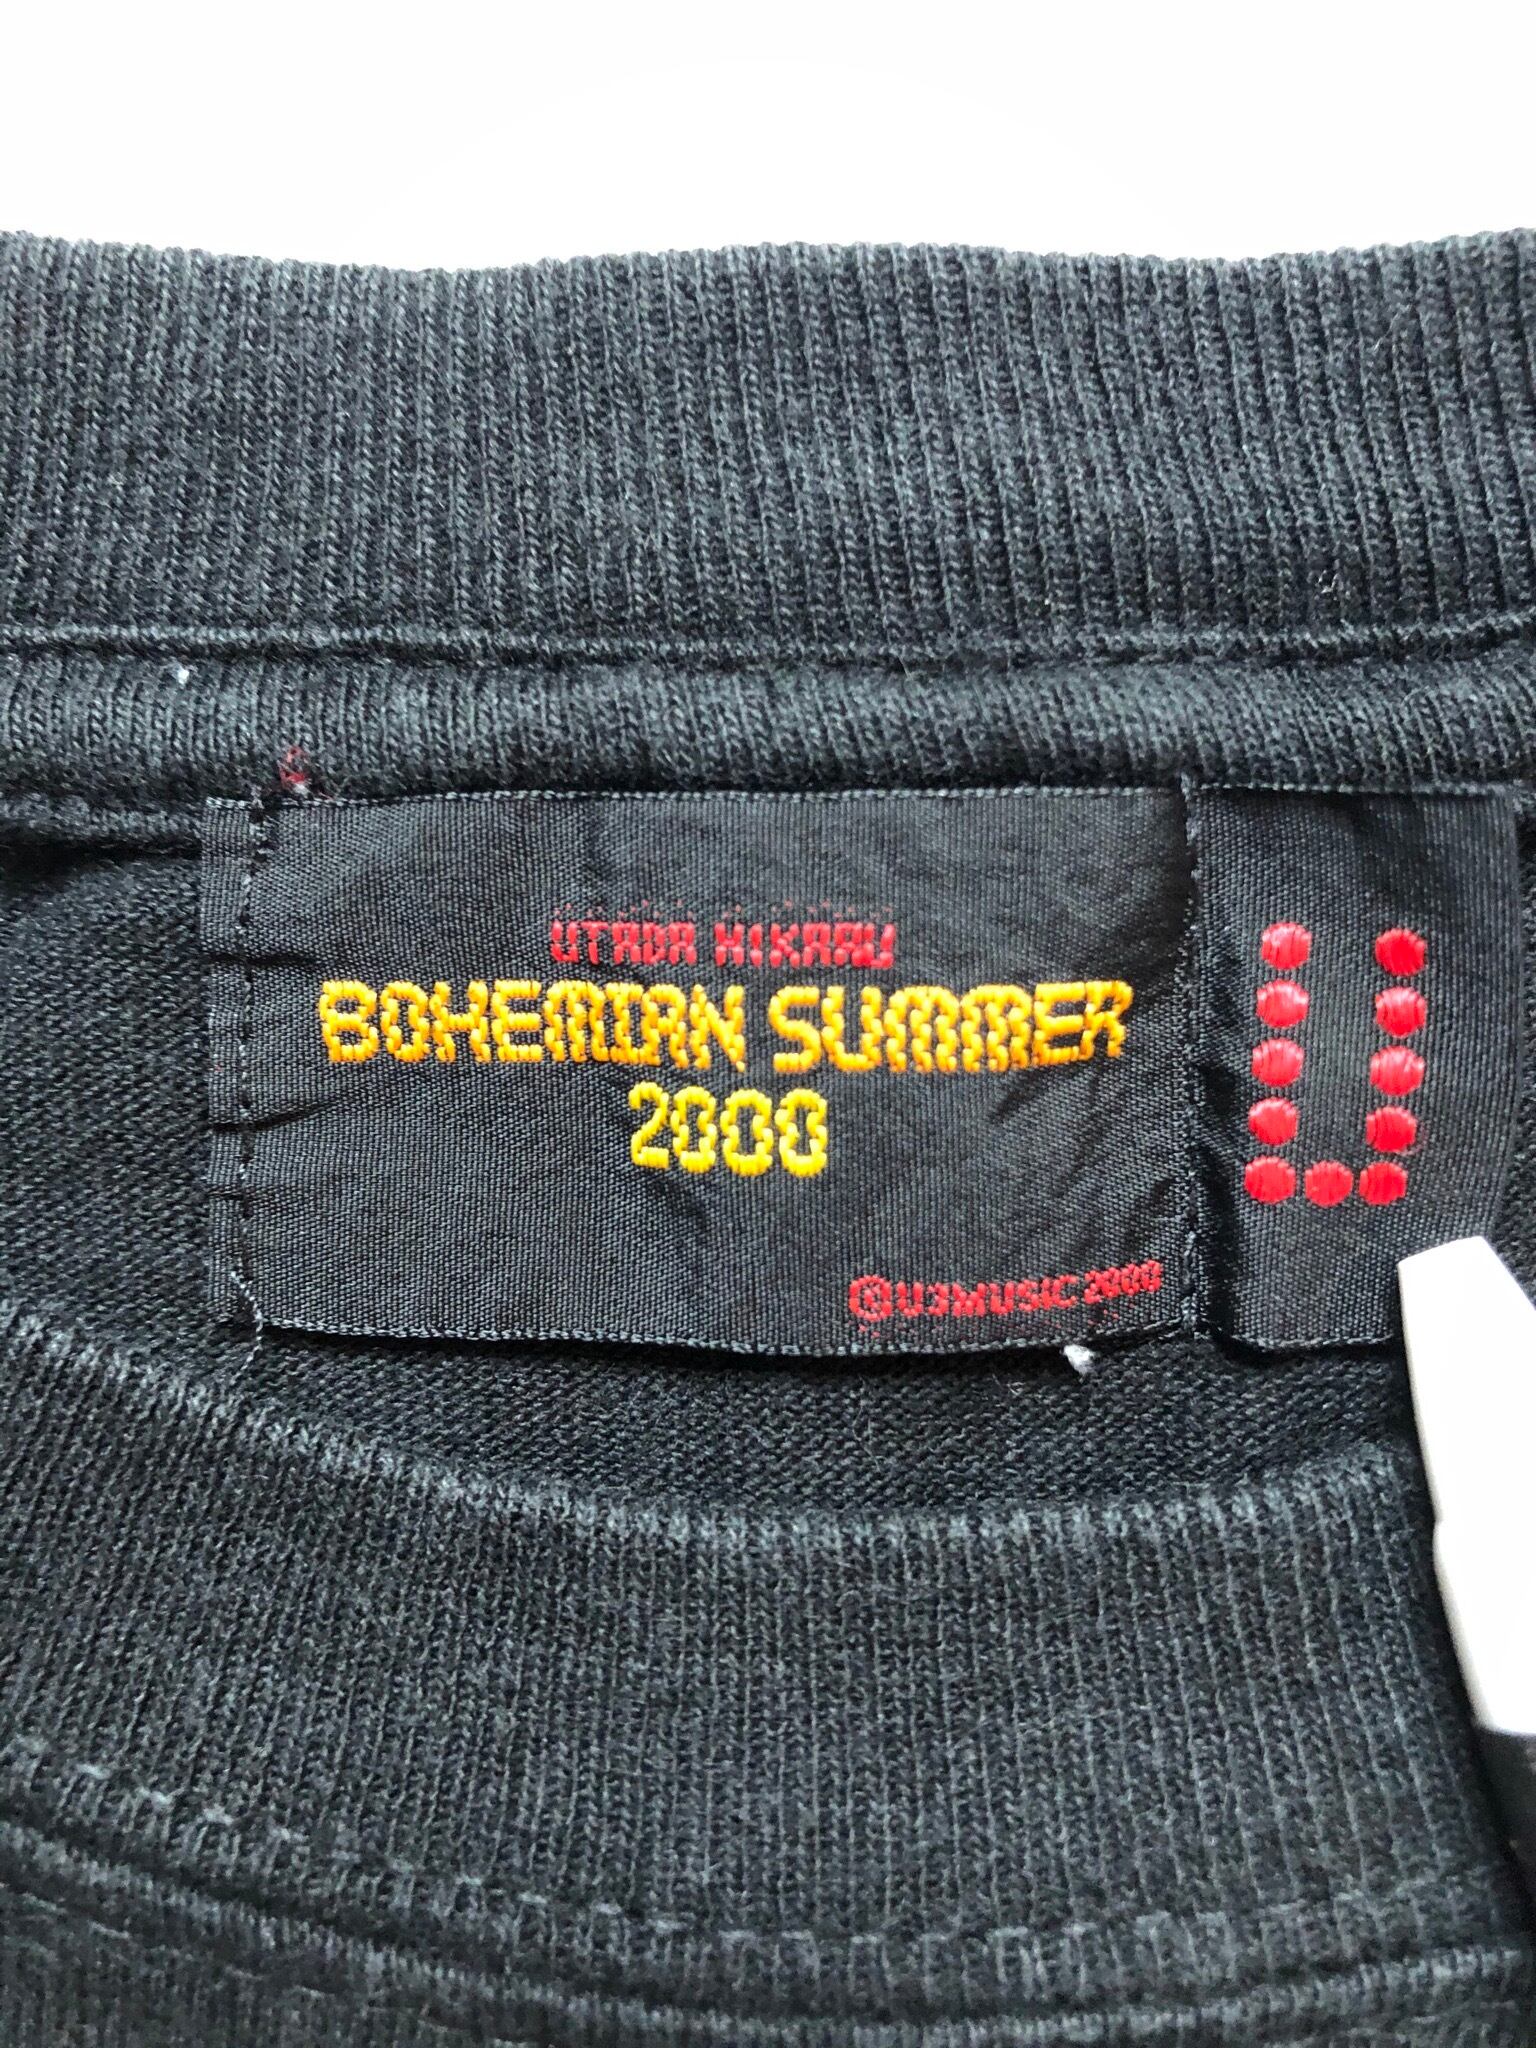 UTADA HIKARU
BOHEMIAN SUMMER
2000
©U3MUSIC 2000
U